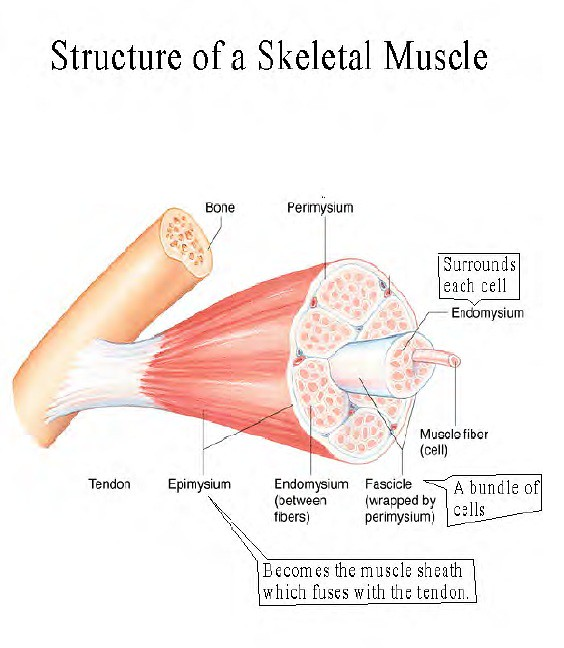 Structure of a Skeletal Muscle
Bone
Perimysium
Surrounds
each cell
Endomysium
Muscle fiber
(cell)
Tendon
Epimysium
Endomysium
(between
fibers)
Fascicle
(wrapped by
perimysium)
A bundle of
cells
Becomes the muscle sheath
which fuses with the tendon.